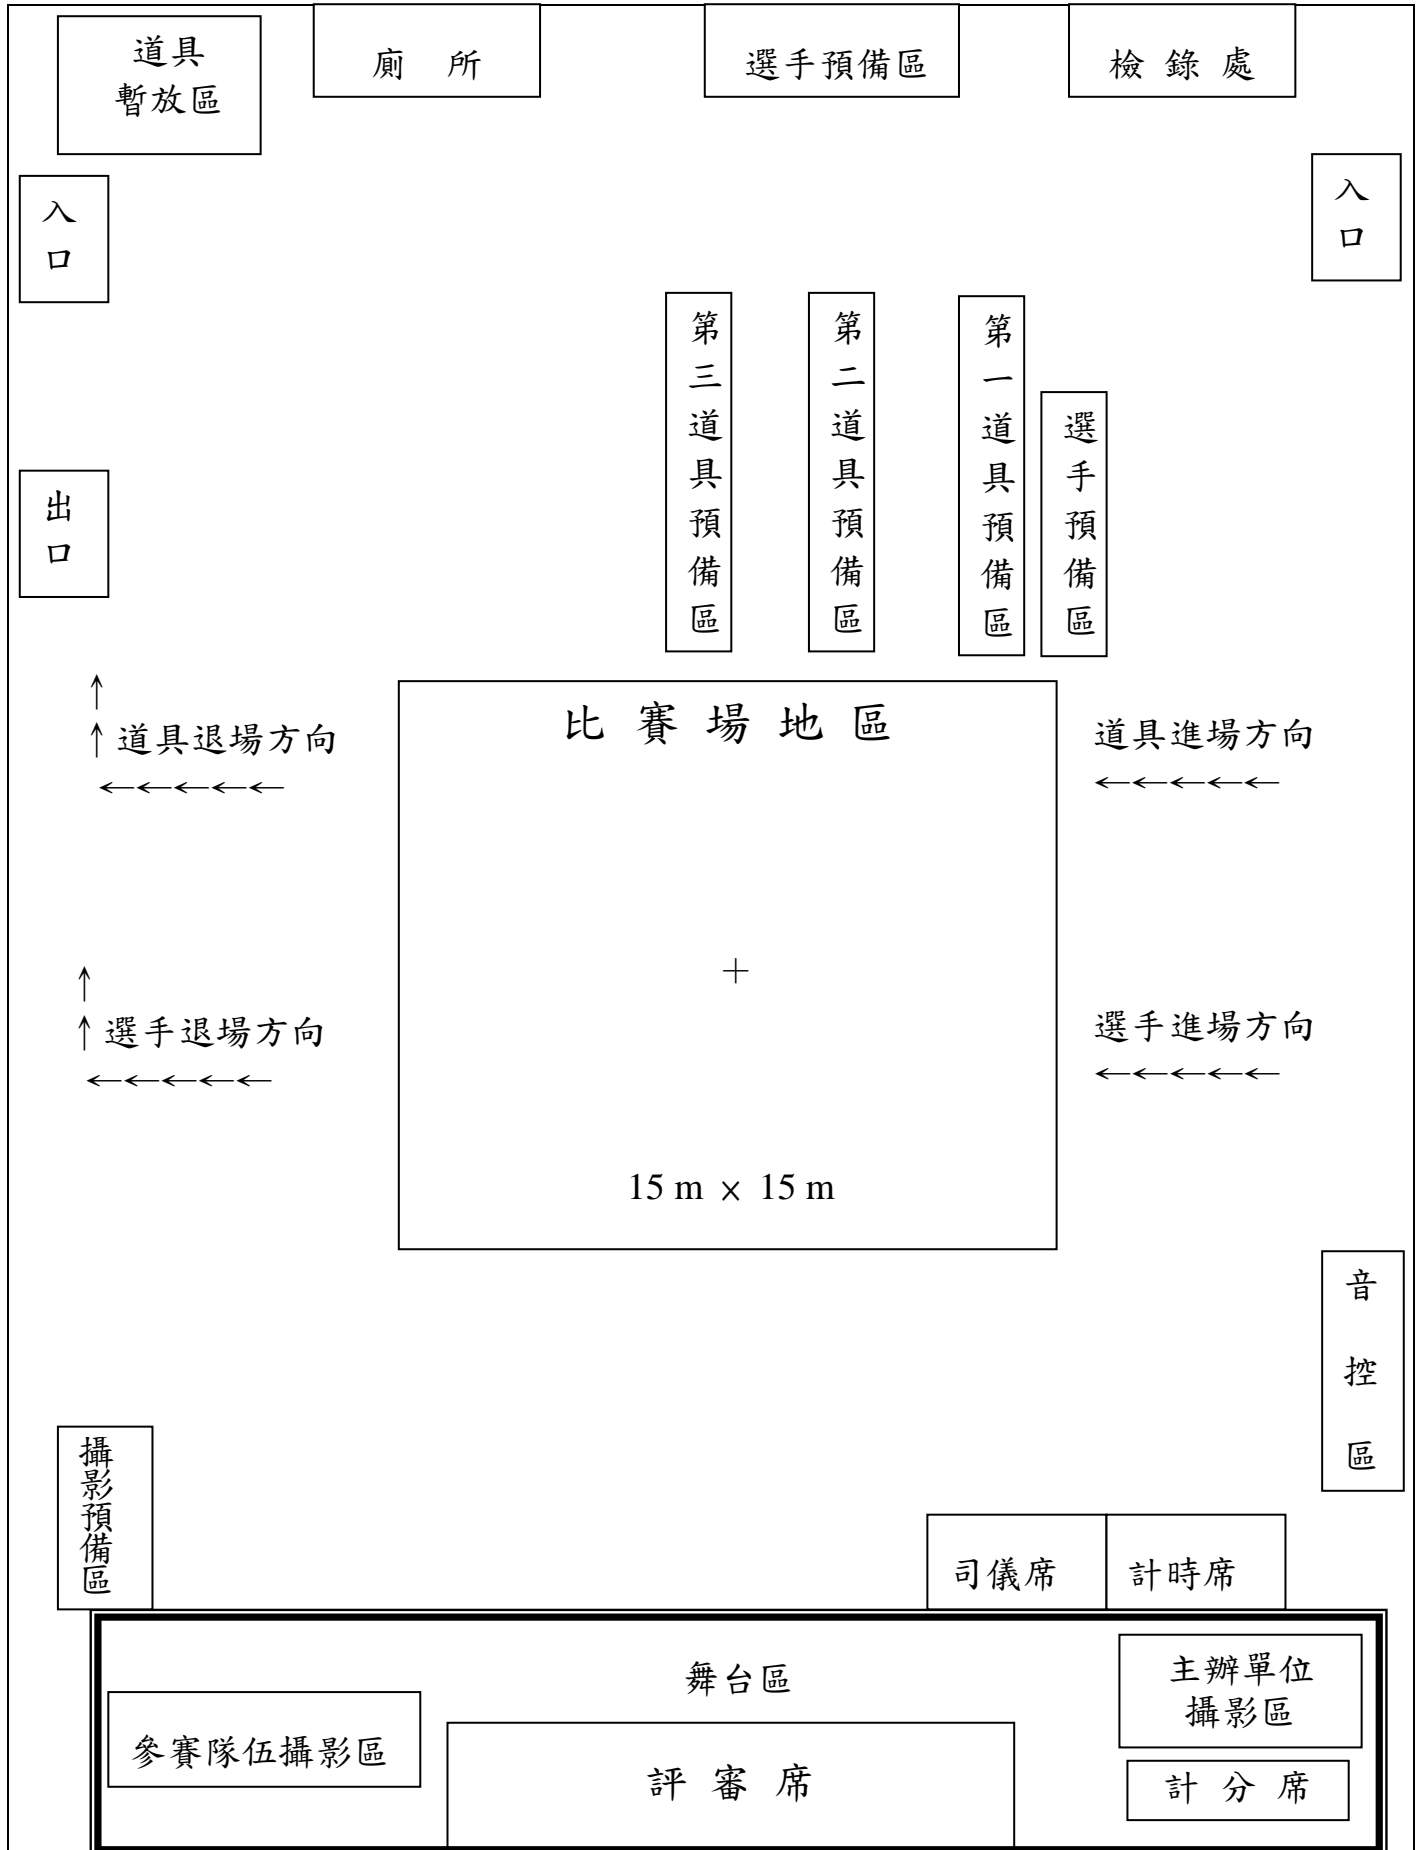 道具
暫放區
廁 所
選手預備區
檢 錄 處
入口
入口
第三道具預備區
第二道具預備區
第一道具預備區
選手預備區
出口
比 賽 場 地 區
↑
↑ 道具退場方向
←←←←←
道具進場方向
←←←←←
＋
↑
↑ 選手退場方向
←←←←←
選手進場方向
←←←←←
15 m × 15 m
音控區
攝影預備區
司儀席
計時席
舞台區
主辦單位
攝影區
參賽隊伍攝影區
評 審 席
計 分 席